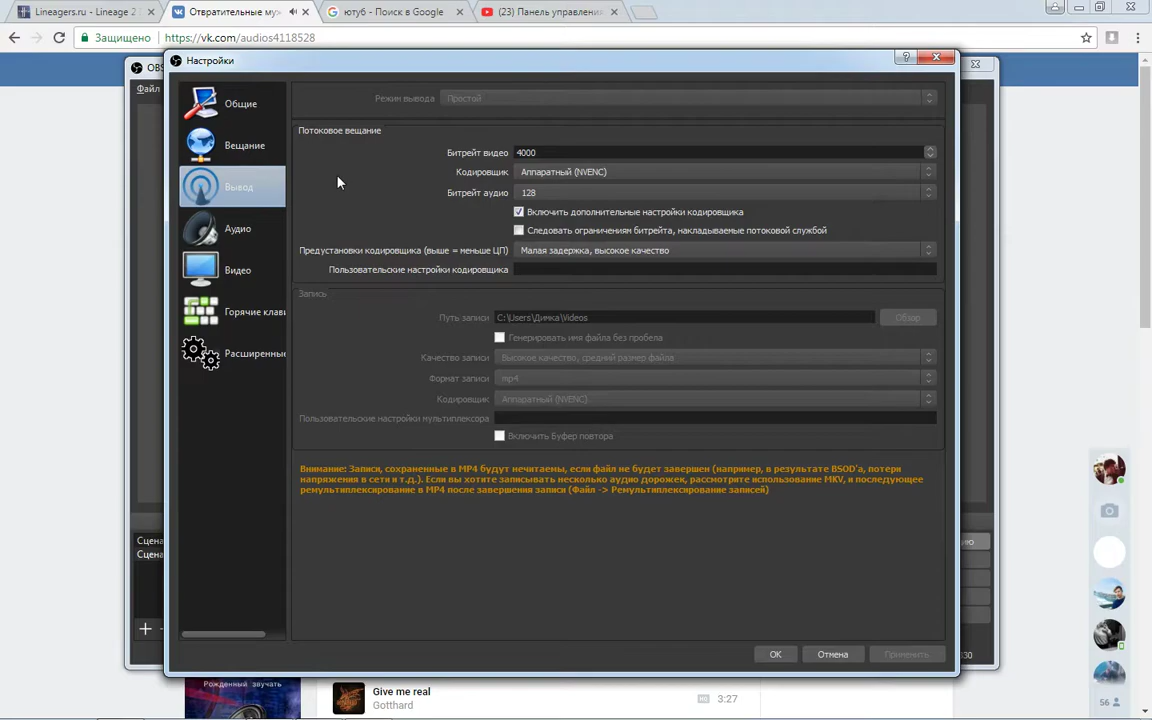 Lineagers.ru - Lineage 2
Отвратительные му
ютуб - Поиск в Google
(23) Панель управлени
Защищено
https://vk.com/audios4118528
OBS
Настройки
Файл
Общие
Вещание
Вывод
Аудио
Видео
Горячие клави
Расширенные
Режим вывода
Простой
Потоковое вещание
Битрейт видео
4000
Кодировщик
Аппаратный (NVENC)
Битрейт аудио
128
Включить дополнительные настройки кодировщика
Следовать ограничениям битрейта, накладываемые потоковой службой
Предустановки кодировщика (выше = меньше ЦП)
Малая задержка, высокое качество
Пользовательские настройки кодировщика
Запись
Путь записи
C:\Users\Димка\Videos
Обзор
Генерировать имя файла без пробела
Качество записи
Высокое качество, средний размер файла
Формат записи
mp4
Кодировщик
Аппаратный (NVENC)
Пользовательские настройки мультиплексора
Включить Буфер повтора
Внимание: Записи, сохраненные в MP4 будут нечитаемы, если файл не будет завершен (например, в результате BSOD'а, потеря
напряжения в сети и т.д.). Если вы хотите записывать несколько аудио дорожек, рассмотрите использование MKV, и последующее
ремультиплексирование в MP4 после завершения записи (Файл -> Ремультиплексирование записей)
Сцена
Сцена
ию
OK
Отмена
Применить
30
Рожденный звучать
Give me real
Gotthard
HQ
3:27
56